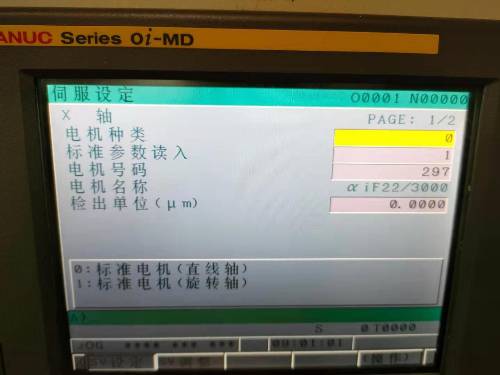 FANUC Series 0i-MD
伺服设定 O0001 N00000
X 轴 PAGE: 1/2
电机种类 0
标准参数读入 1
电机号码 297
电机名称 αiF22/3000
检出单位(μm) 0.0000
0:标准电机(直线轴)
1:标准电机(旋转轴)
A)
S 0 T0000
JOG **** *** *** 09:01:01
(操作)